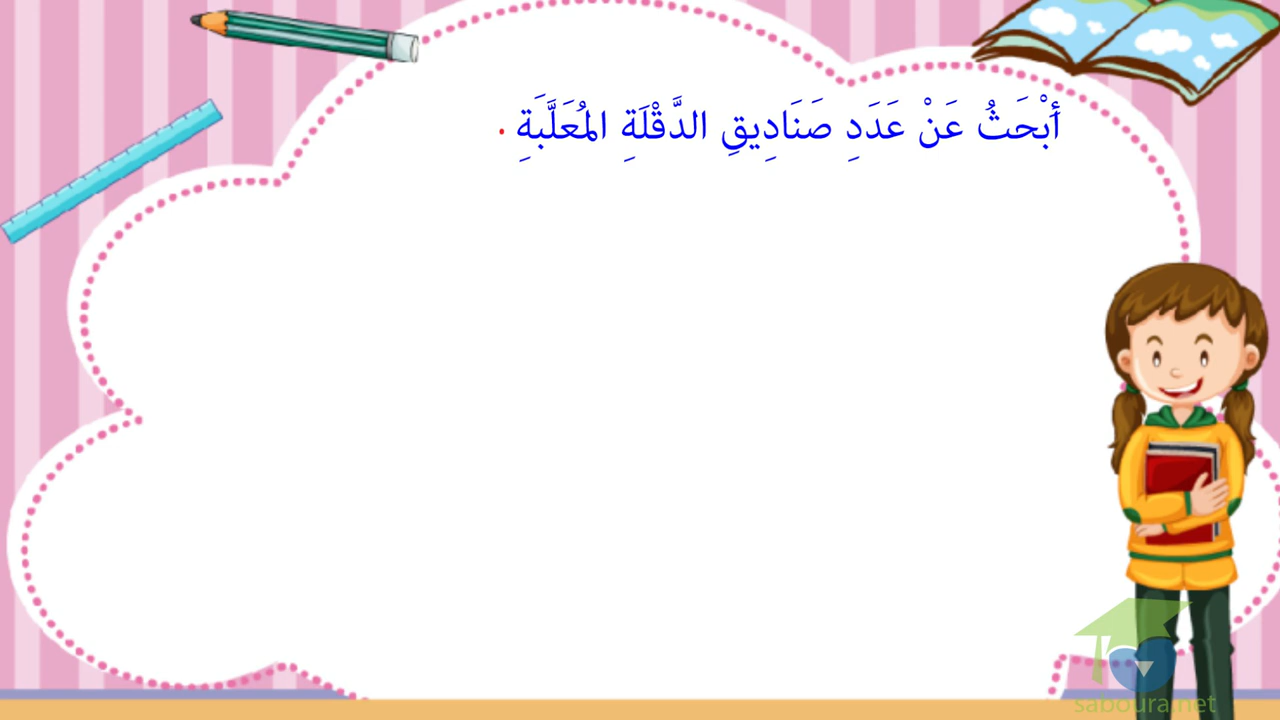 أَبْحَثُ عَنْ عَدَدِ صَنَادِيقِ الدَّقْلَةِ المُعَلَّبَةِ .
saboura.net